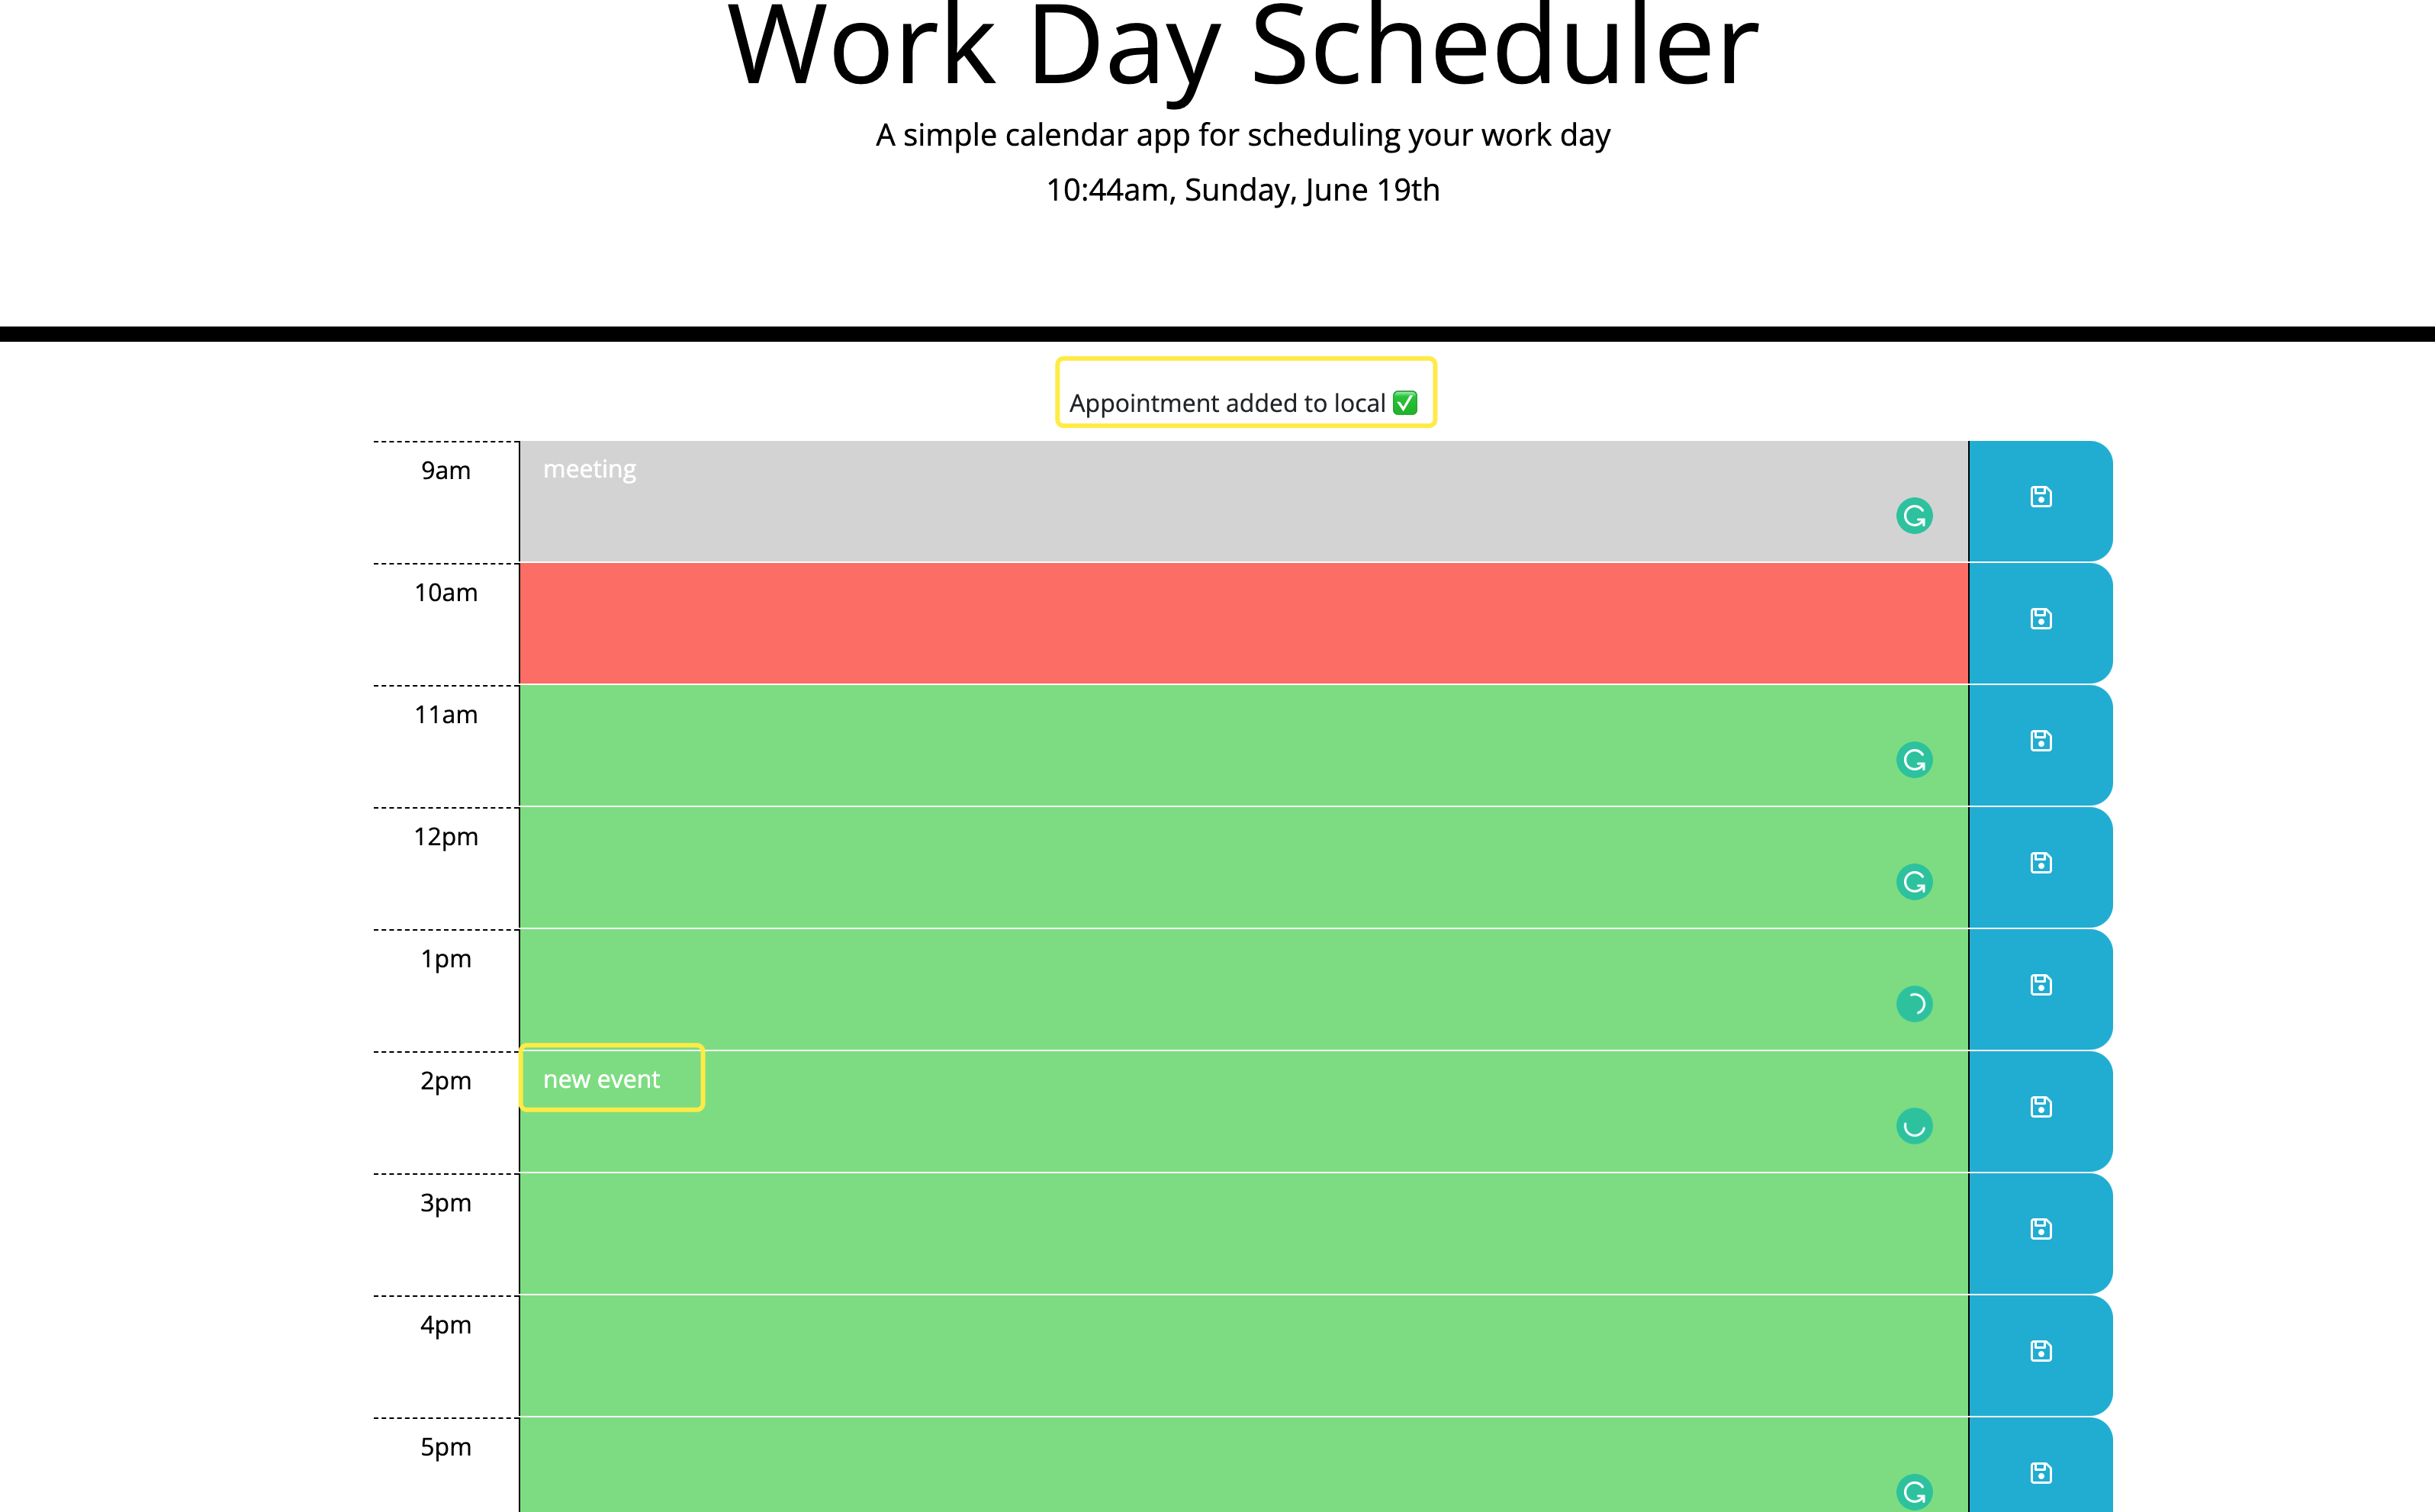 Work Day Scheduler
A simple calendar app for scheduling your work day
10:44am, Sunday, June 19th
Appointment added to local ✅
9am
meeting
10am
11am
12pm
1pm
2pm
new event
3pm
4pm
5pm